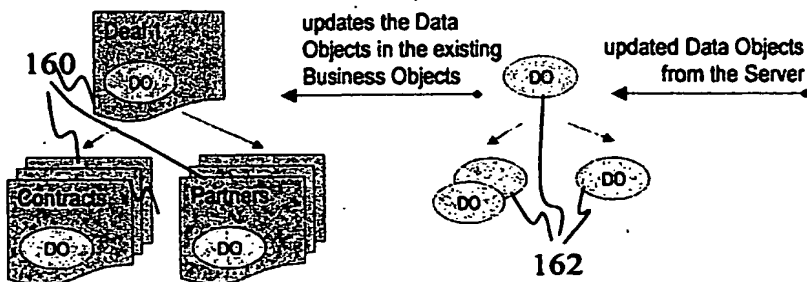 Deal 1
updates the Data
Objects in the existing
Business Objects
updated Data Objects
from the Server
160
DO
DO
Contracts
Partners
DO
DO
DO
DO
162